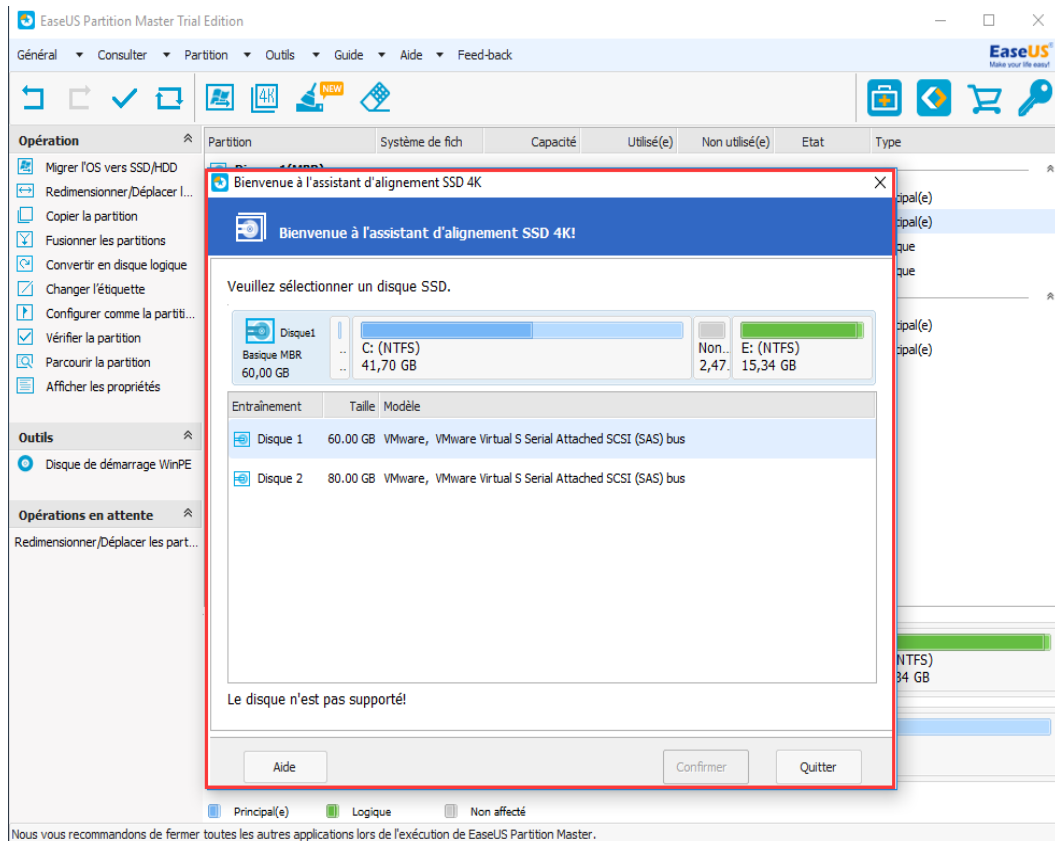 EaseUS Partition Master Trial Edition
Général Consulter Partition Outils Guide Aide Feed-back
EaseUS
Make your life easy!
4K NEW
Opération
Partition Système de fich Capacité Utilisé(e) Non utilisé(e) Etat Type
Migrer l'OS vers SSD/HDD
Redimensionner/Déplacer l...
Copier la partition
Fusionner les partitions
Convertir en disque logique
Changer l'étiquette
Configurer comme la partiti...
Vérifier la partition
Parcourir la partition
Afficher les propriétés
Outils
Disque de démarrage WinPE
Opérations en attente
Redimensionner/Déplacer les part...
Bienvenue à l'assistant d'alignement SSD 4K
Bienvenue à l'assistant d'alignement SSD 4K!
Veuillez sélectionner un disque SSD.
Disque1
Basique MBR
60,00 GB
..
..
C: (NTFS)
41,70 GB
Non..
2,47.
E: (NTFS)
15,34 GB
Entraînement Taille Modèle
Disque 1 60.00 GB VMware, VMware Virtual S Serial Attached SCSI (SAS) bus
Disque 2 80.00 GB VMware, VMware Virtual S Serial Attached SCSI (SAS) bus
Le disque n'est pas supporté!
Aide Confirmer Quitter
cipal(e)
cipal(e)
que
que
cipal(e)
cipal(e)
NTFS)
34 GB
Principal(e) Logique Non affecté
Nous vous recommandons de fermer toutes les autres applications lors de l'exécution de EaseUS Partition Master.